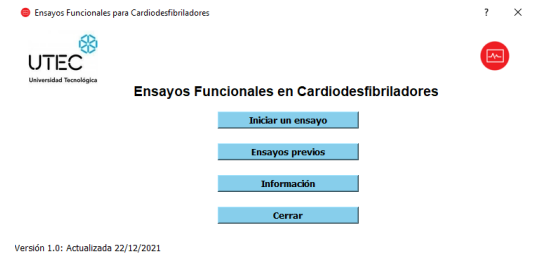 Ensayos Funcionales para Cardiodesfibriladores
? ×
UTEC
Universidad Tecnológica
Ensayos Funcionales en Cardiodesfibriladores
Iniciar un ensayo
Ensayos previos
Información
Cerrar
Versión 1.0: Actualizada 22/12/2021